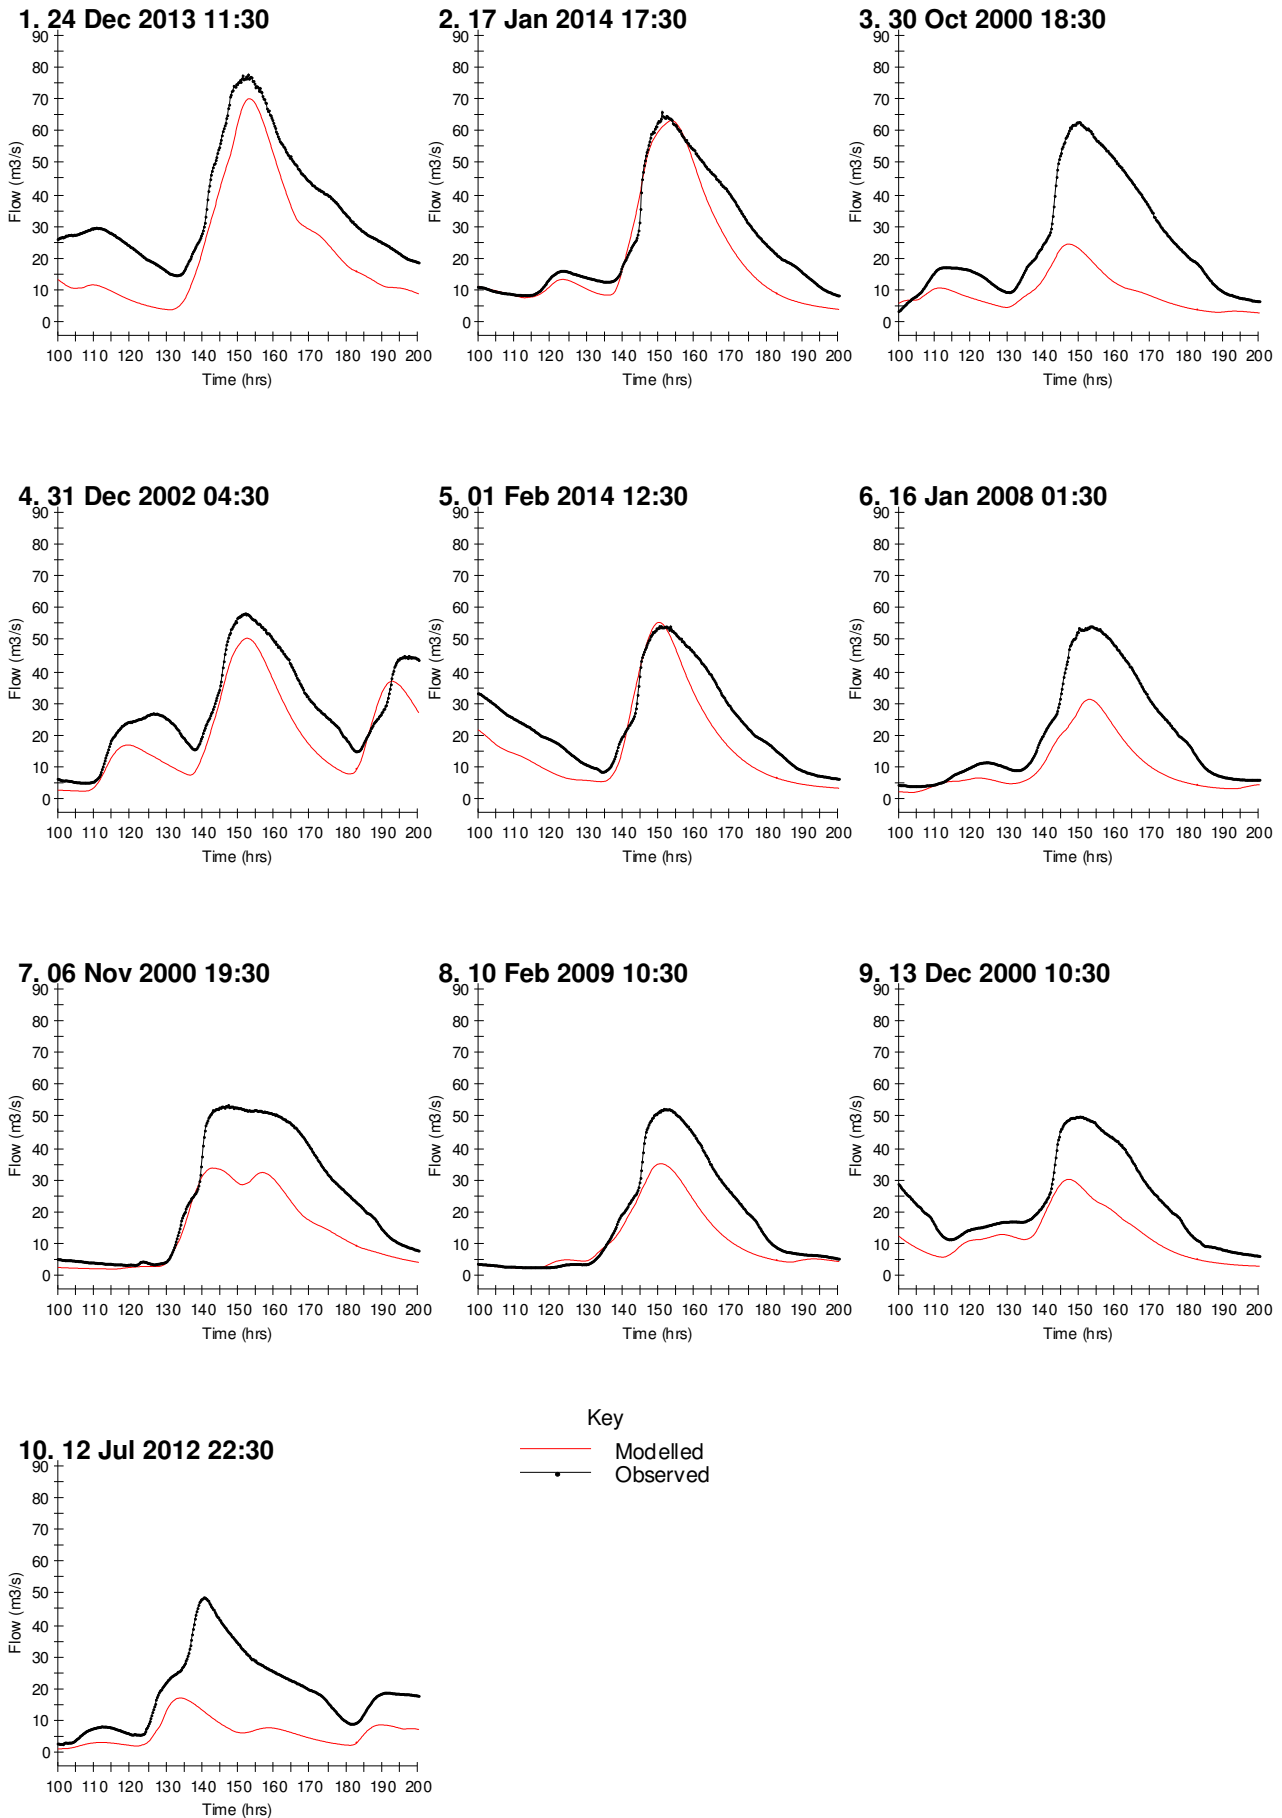 1. 24 Dec 2013 11:30
90
80
70
60
50
40
30
20
10
0
Flow (m3/s)
100 110 120 130 140 150 160 170 180 190 200
Time (hrs)
2. 17 Jan 2014 17:30
90
80
70
60
50
40
30
20
10
0
Flow (m3/s)
100 110 120 130 140 150 160 170 180 190 200
Time (hrs)
3. 30 Oct 2000 18:30
90
80
70
60
50
40
30
20
10
0
Flow (m3/s)
100 110 120 130 140 150 160 170 180 190 200
Time (hrs)
4. 31 Dec 2002 04:30
90
80
70
60
50
40
30
20
10
0
Flow (m3/s)
100 110 120 130 140 150 160 170 180 190 200
Time (hrs)
5. 01 Feb 2014 12:30
90
80
70
60
50
40
30
20
10
0
Flow (m3/s)
100 110 120 130 140 150 160 170 180 190 200
Time (hrs)
6. 16 Jan 2008 01:30
90
80
70
60
50
40
30
20
10
0
Flow (m3/s)
100 110 120 130 140 150 160 170 180 190 200
Time (hrs)
7. 06 Nov 2000 19:30
90
80
70
60
50
40
30
20
10
0
Flow (m3/s)
100 110 120 130 140 150 160 170 180 190 200
Time (hrs)
8. 10 Feb 2009 10:30
90
80
70
60
50
40
30
20
10
0
Flow (m3/s)
100 110 120 130 140 150 160 170 180 190 200
Time (hrs)
9. 13 Dec 2000 10:30
90
80
70
60
50
40
30
20
10
0
Flow (m3/s)
100 110 120 130 140 150 160 170 180 190 200
Time (hrs)
10. 12 Jul 2012 22:30
90
80
70
60
50
40
30
20
10
0
Flow (m3/s)
100 110 120 130 140 150 160 170 180 190 200
Time (hrs)
Key
Modelled
Observed